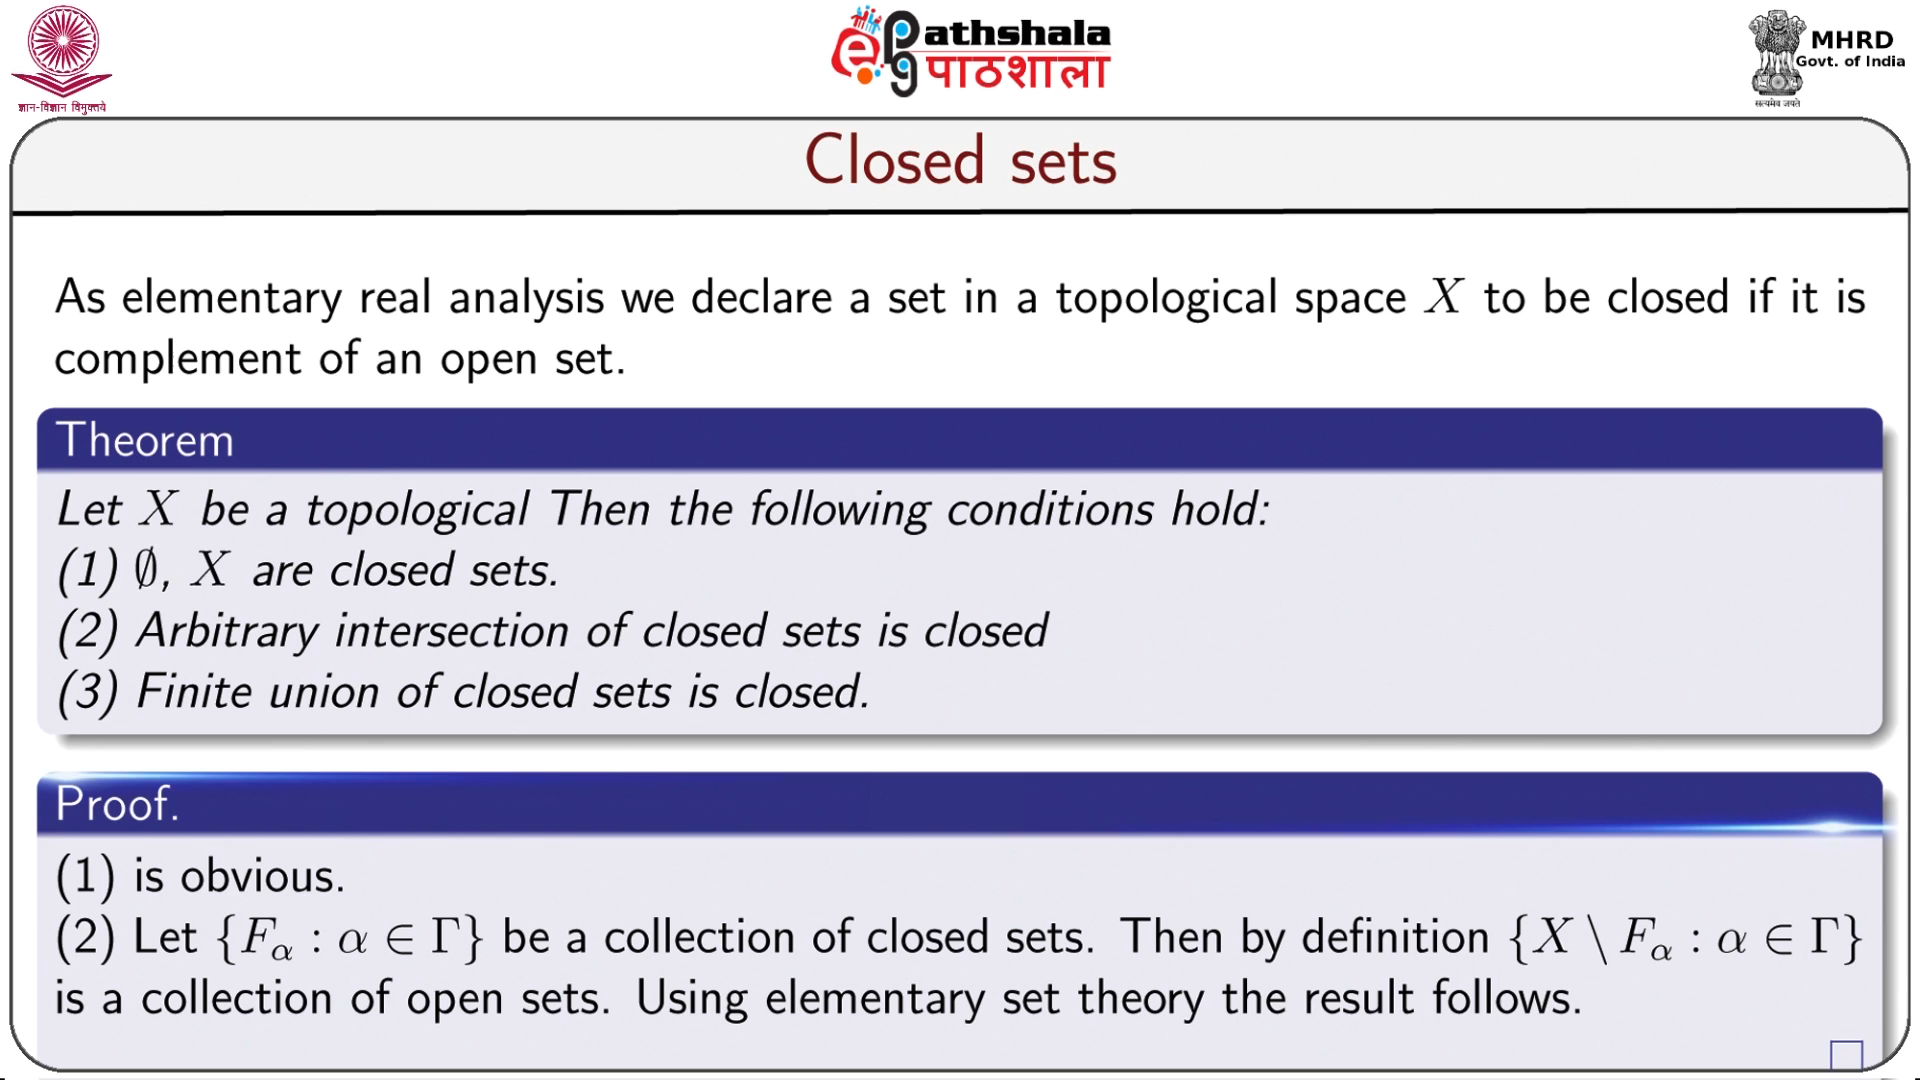 ज्ञान-विज्ञान विमुक्तये
ePG Pathshala
पाठशाला
MHRD
Govt. of India
सत्यमेव जयते
Closed sets
As elementary real analysis we declare a set in a topological space X to be closed if it is
complement of an open set.
Theorem
Let X be a topological Then the following conditions hold:
(1) ∅, X are closed sets.
(2) Arbitrary intersection of closed sets is closed
(3) Finite union of closed sets is closed.
Proof.
(1) is obvious.
(2) Let {Fα : α ∈ Γ} be a collection of closed sets. Then by definition {X \ Fα : α ∈ Γ}
is a collection of open sets. Using elementary set theory the result follows.